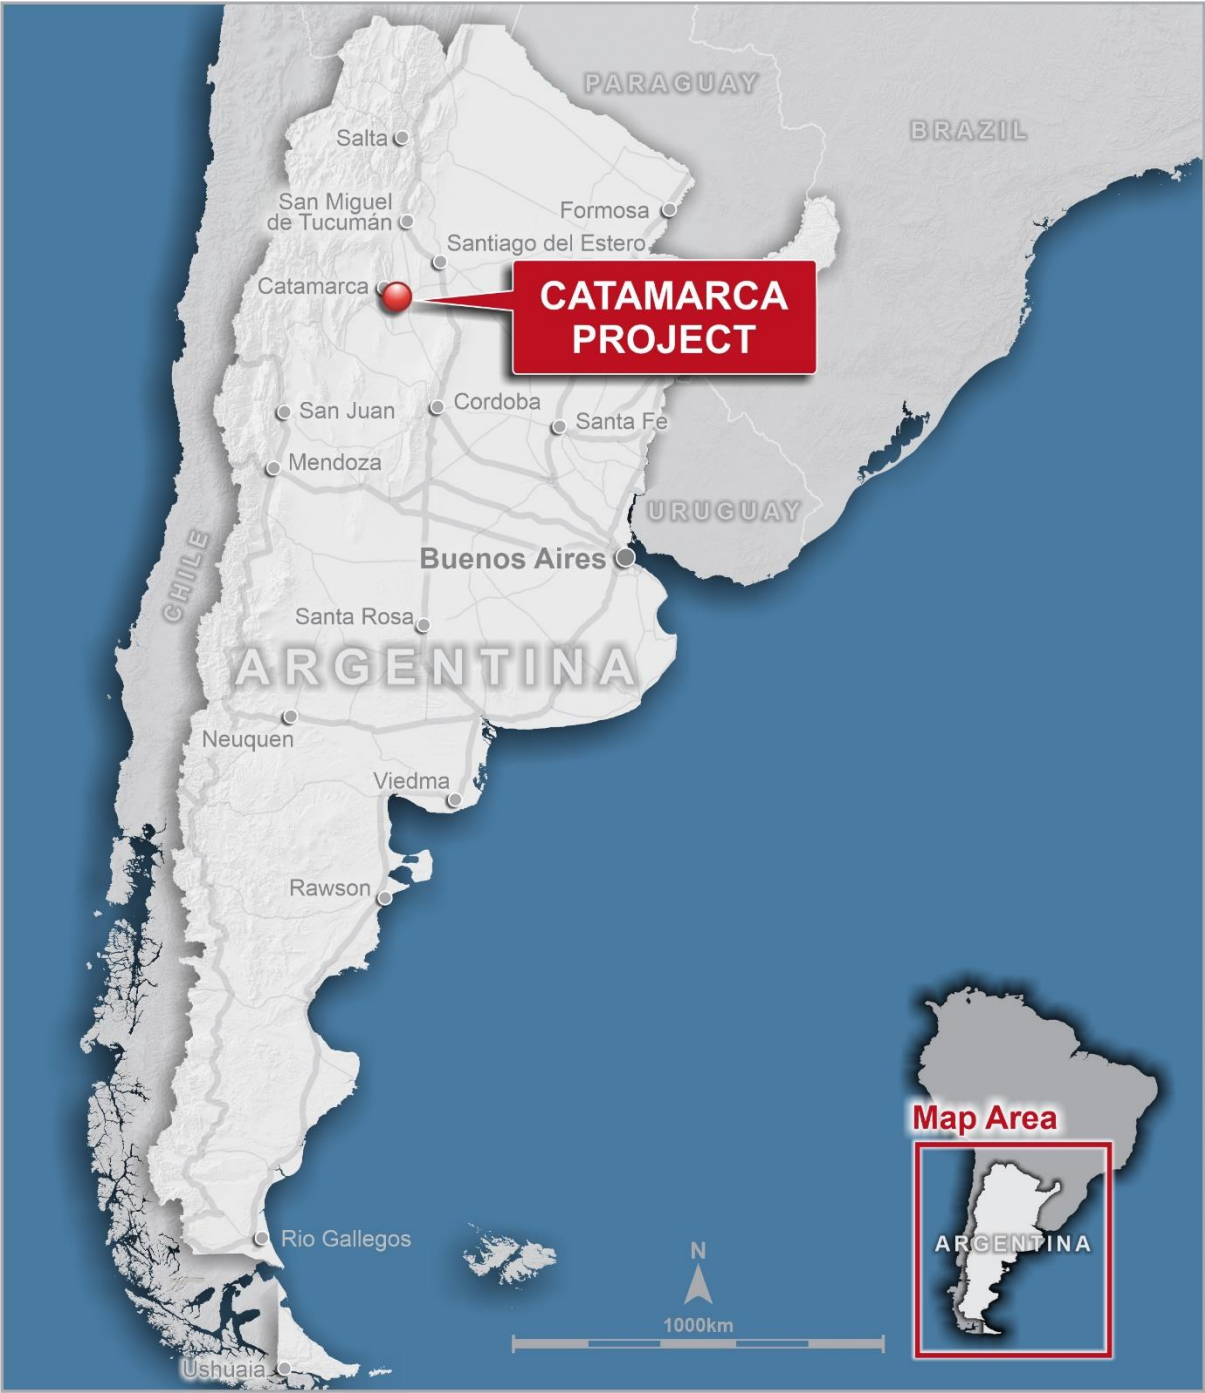 PARAGUAY
BRAZIL
Salta
San Miguel
de Tucumán
Formosa
Santiago del Estero
Catamarca
CATAMARCA
PROJECT
San Juan
Cordoba
Santa Fe
Mendoza
URUGUAY
CHILE
Buenos Aires
Santa Rosa
ARGENTINA
Neuquen
Viedma
Rawson
Map Area
ARGENTINA
Rio Gallegos
N
1000km
Ushuaia